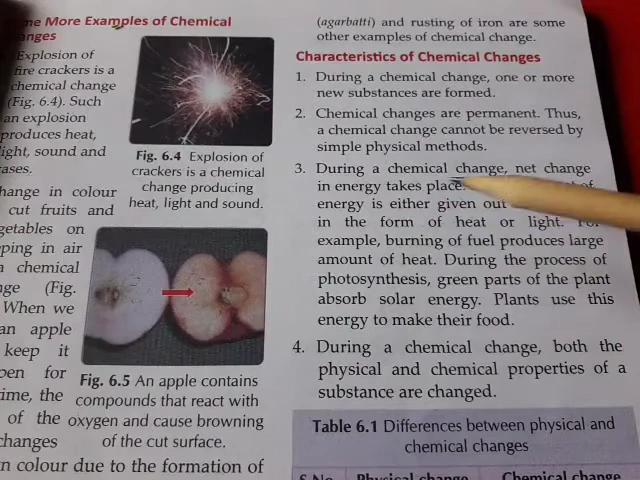 me More Examples of Chemical
anges
Explosion of
fire crackers is a
chemical change
(Fig. 6.4). Such
an explosion
produces heat,
light, sound and
ases.
hange in colour
cut fruits and
getables on
ping in air
a chemical
nge (Fig.
When we
an apple
keep it
pen for
time, the
of the
changes
n colour due to the formation of
Fig. 6.4 Explosion of
crackers is a chemical
change producing
heat, light and sound.
Fig. 6.5 An apple contains
compounds that react with
oxygen and cause browning
of the cut surface.
(agarbatti) and rusting of iron are some
other examples of chemical change.
Characteristics of Chemical Changes
1. During a chemical change, one or more
new substances are formed.
2. Chemical changes are permanent. Thus,
a chemical change cannot be reversed by
simple physical methods.
3. During a chemical change, net change
in energy takes place. of
energy is either given out
in the form of heat or light. For
example, burning of fuel produces large
amount of heat. During the process of
photosynthesis, green parts of the plant
absorb solar energy. Plants use this
energy to make their food.
4. During a chemical change, both the
physical and chemical properties of a
substance are changed.
Table 6.1 Differences between physical and
chemical changes
S.No. Physical change Chemical change